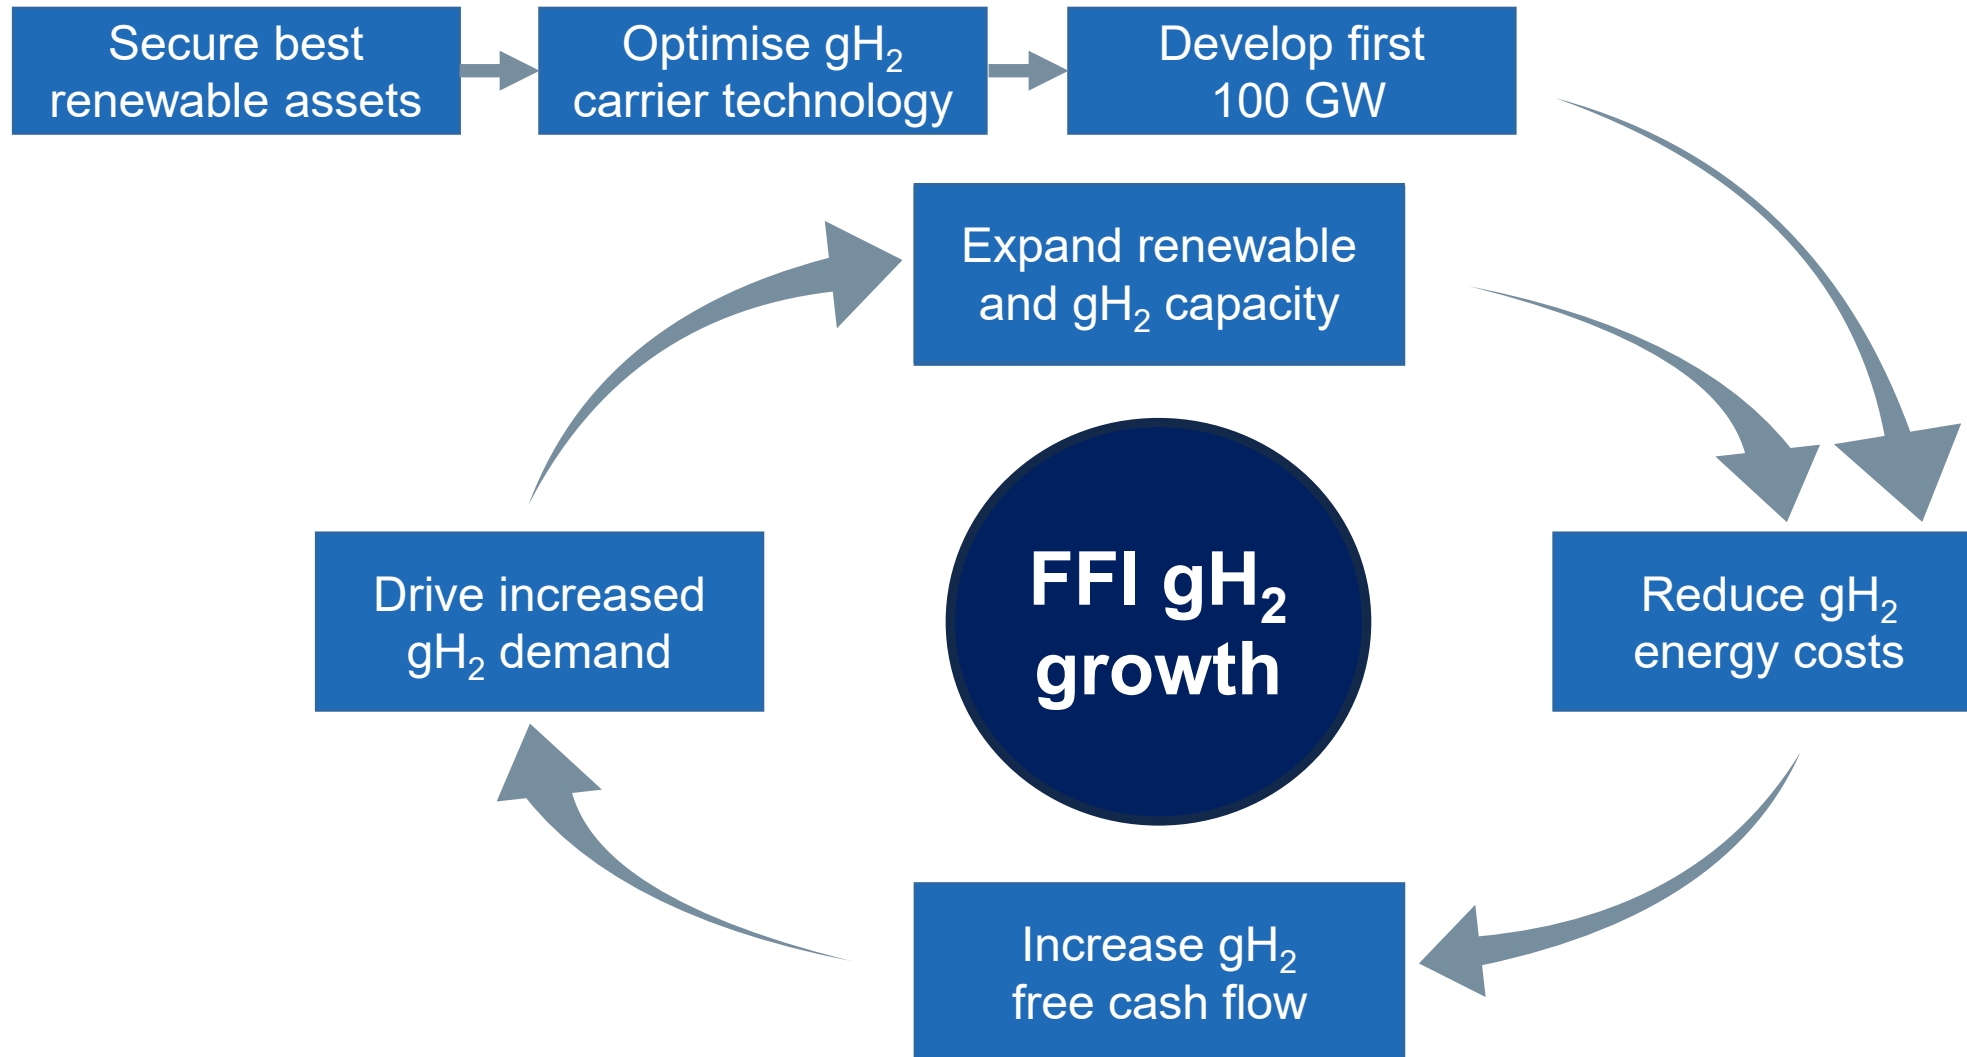 Secure best
renewable assets
Optimise gH₂
carrier technology
Develop first
100 GW
Expand renewable
and gH₂ capacity
Drive increased
gH₂ demand
FFI gH₂
growth
Reduce gH₂
energy costs
Increase gH₂
free cash flow